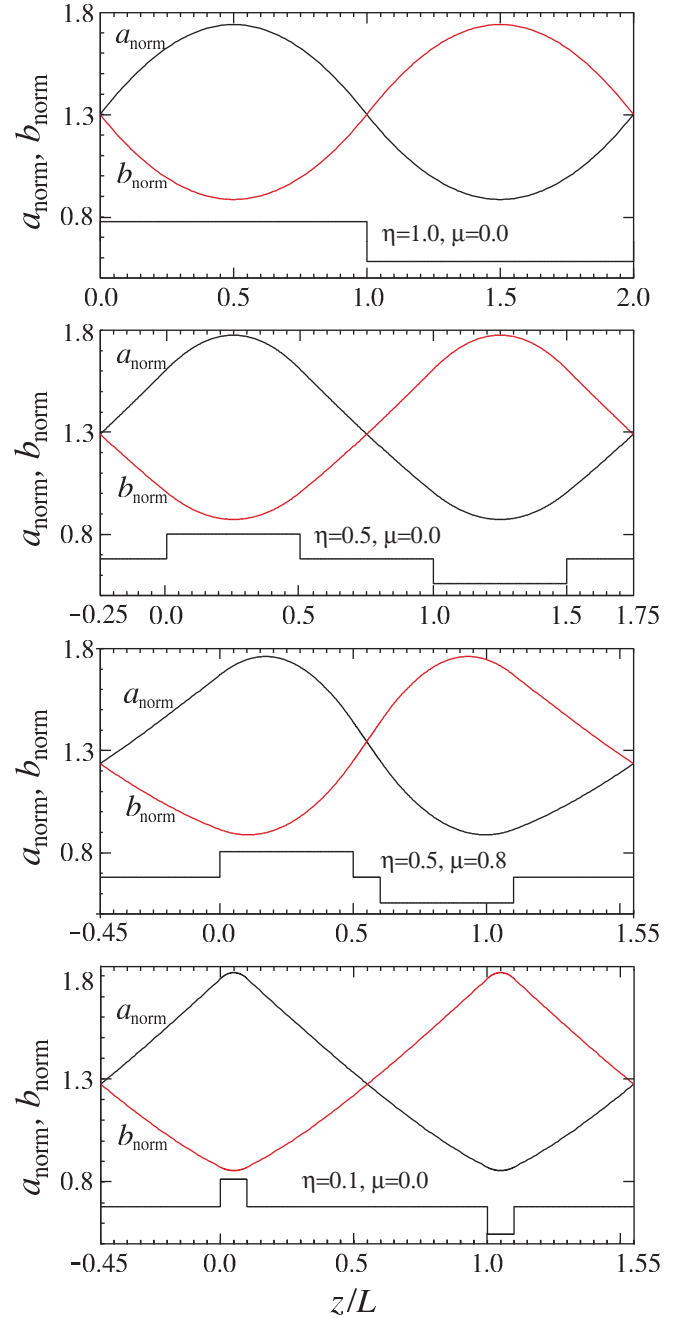 1.8
a_norm
a_norm, b_norm
1.3
b_norm
0.8
η=1.0, μ=0.0
0.0 0.5 1.0 1.5 2.0
1.8
a_norm
a_norm, b_norm
1.3
b_norm
0.8
η=0.5, μ=0.0
−0.25 0.0 0.5 1.0 1.5 1.75
1.8
a_norm
a_norm, b_norm
1.3
b_norm
0.8
η=0.5, μ=0.8
−0.45 0.0 0.5 1.0 1.55
1.8
a_norm
a_norm, b_norm
1.3
b_norm
0.8
η=0.1, μ=0.0
−0.45 0.0 0.5 1.0 1.55
z/L